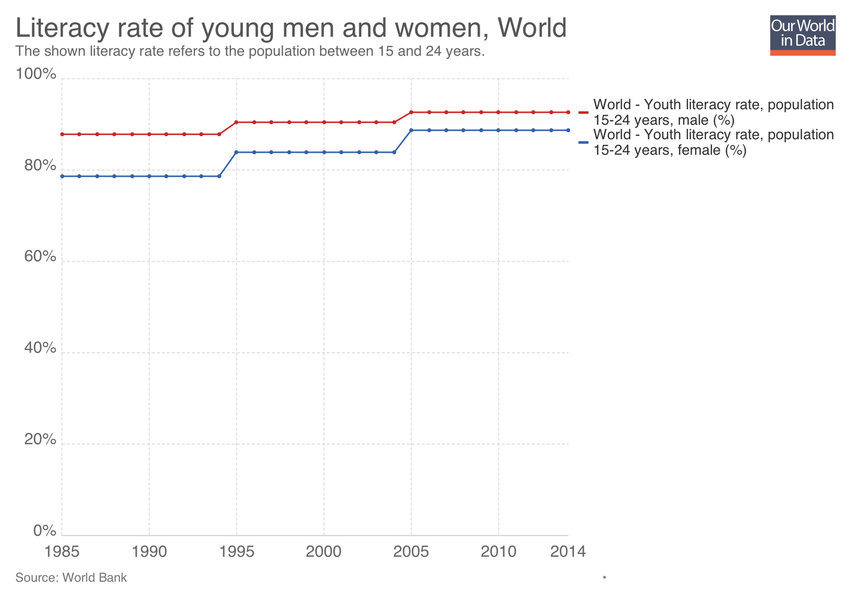 Literacy rate of young men and women, World
The shown literacy rate refers to the population between 15 and 24 years.
Our World
in Data
100%
80%
60%
40%
20%
0%
World - Youth literacy rate, population
15-24 years, male (%)
World - Youth literacy rate, population
15-24 years, female (%)
1985 1990 1995 2000 2005 2010 2014
Source: World Bank